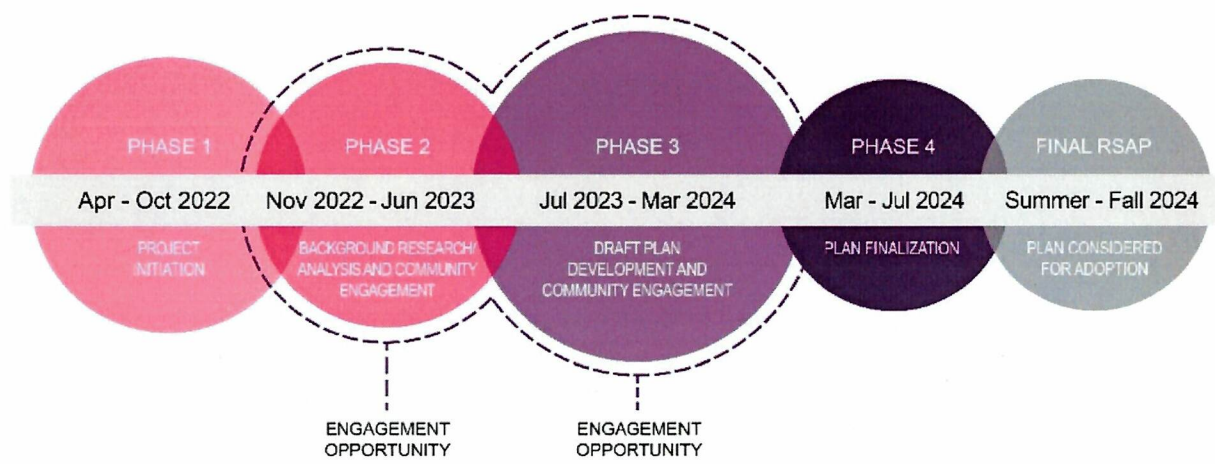 PHASE 1
PHASE 2
PHASE 3
PHASE 4
FINAL RSAP
Apr - Oct 2022
Nov 2022 - Jun 2023
Jul 2023 - Mar 2024
Mar - Jul 2024
Summer - Fall 2024
PROJECT
INITIATION
BACKGROUND RESEARCH/
ANALYSIS AND COMMUNITY
ENGAGEMENT
DRAFT PLAN
DEVELOPMENT AND
COMMUNITY ENGAGEMENT
PLAN FINALIZATION
PLAN CONSIDERED
FOR ADOPTION
ENGAGEMENT
OPPORTUNITY
ENGAGEMENT
OPPORTUNITY